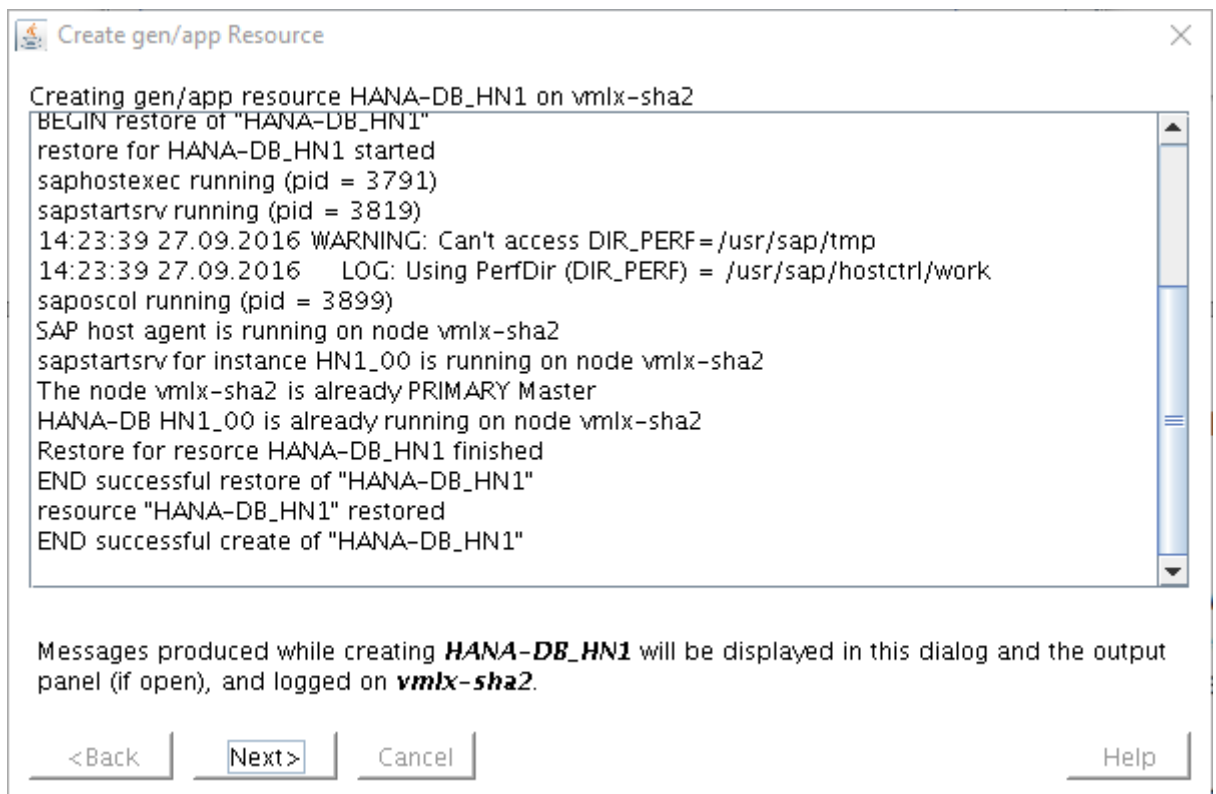 Create gen/app Resource
Creating gen/app resource HANA-DB_HN1 on vmlx-sha2
BEGIN restore of "HANA-DB_HN1"
restore for HANA-DB_HN1 started
saphostexec running (pid = 3791)
sapstartsrv running (pid = 3819)
14:23:39 27.09.2016 WARNING: Can't access DIR_PERF=/usr/sap/tmp
14:23:39 27.09.2016 LOG: Using PerfDir (DIR_PERF) = /usr/sap/hostctrl/work
saposcol running (pid = 3899)
SAP host agent is running on node vmlx-sha2
sapstartsrv for instance HN1_00 is running on node vmlx-sha2
The node vmlx-sha2 is already PRIMARY Master
HANA-DB HN1_00 is already running on node vmlx-sha2
Restore for resorce HANA-DB_HN1 finished
END successful restore of "HANA-DB_HN1"
resource "HANA-DB_HN1" restored
END successful create of "HANA-DB_HN1"
Messages produced while creating HANA-DB_HN1 will be displayed in this dialog and the output
panel (if open), and logged on vmlx-sha2.
<Back Next> Cancel Help